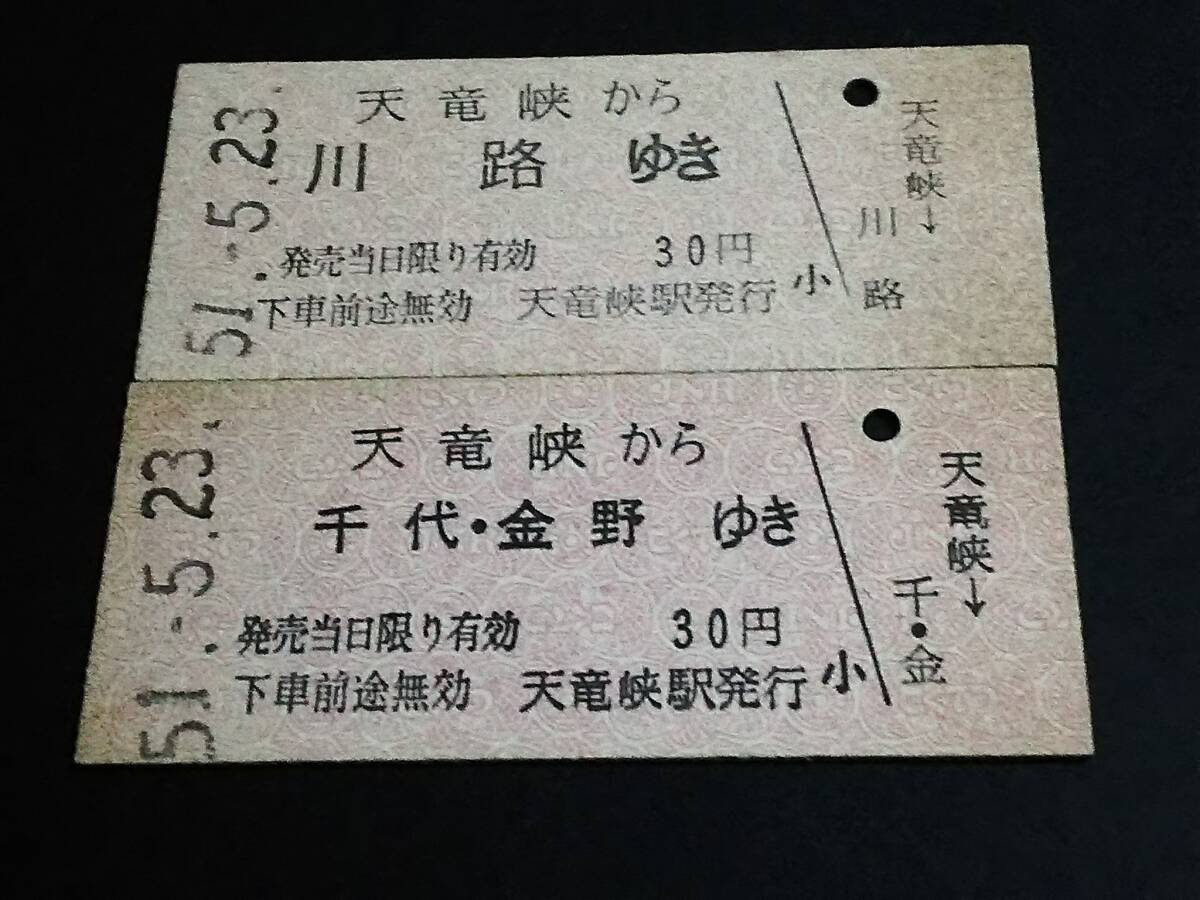 51.-5.23.
天竜峡から
川路ゆき
発売当日限り有効 30円
下車前途無効 天竜峡駅発行 小
天竜峡→
川路
51.-5.23.
天竜峡から
千代・金野ゆき
発売当日限り有効 30円
下車前途無効 天竜峡駅発行 小
天竜峡→
千・金